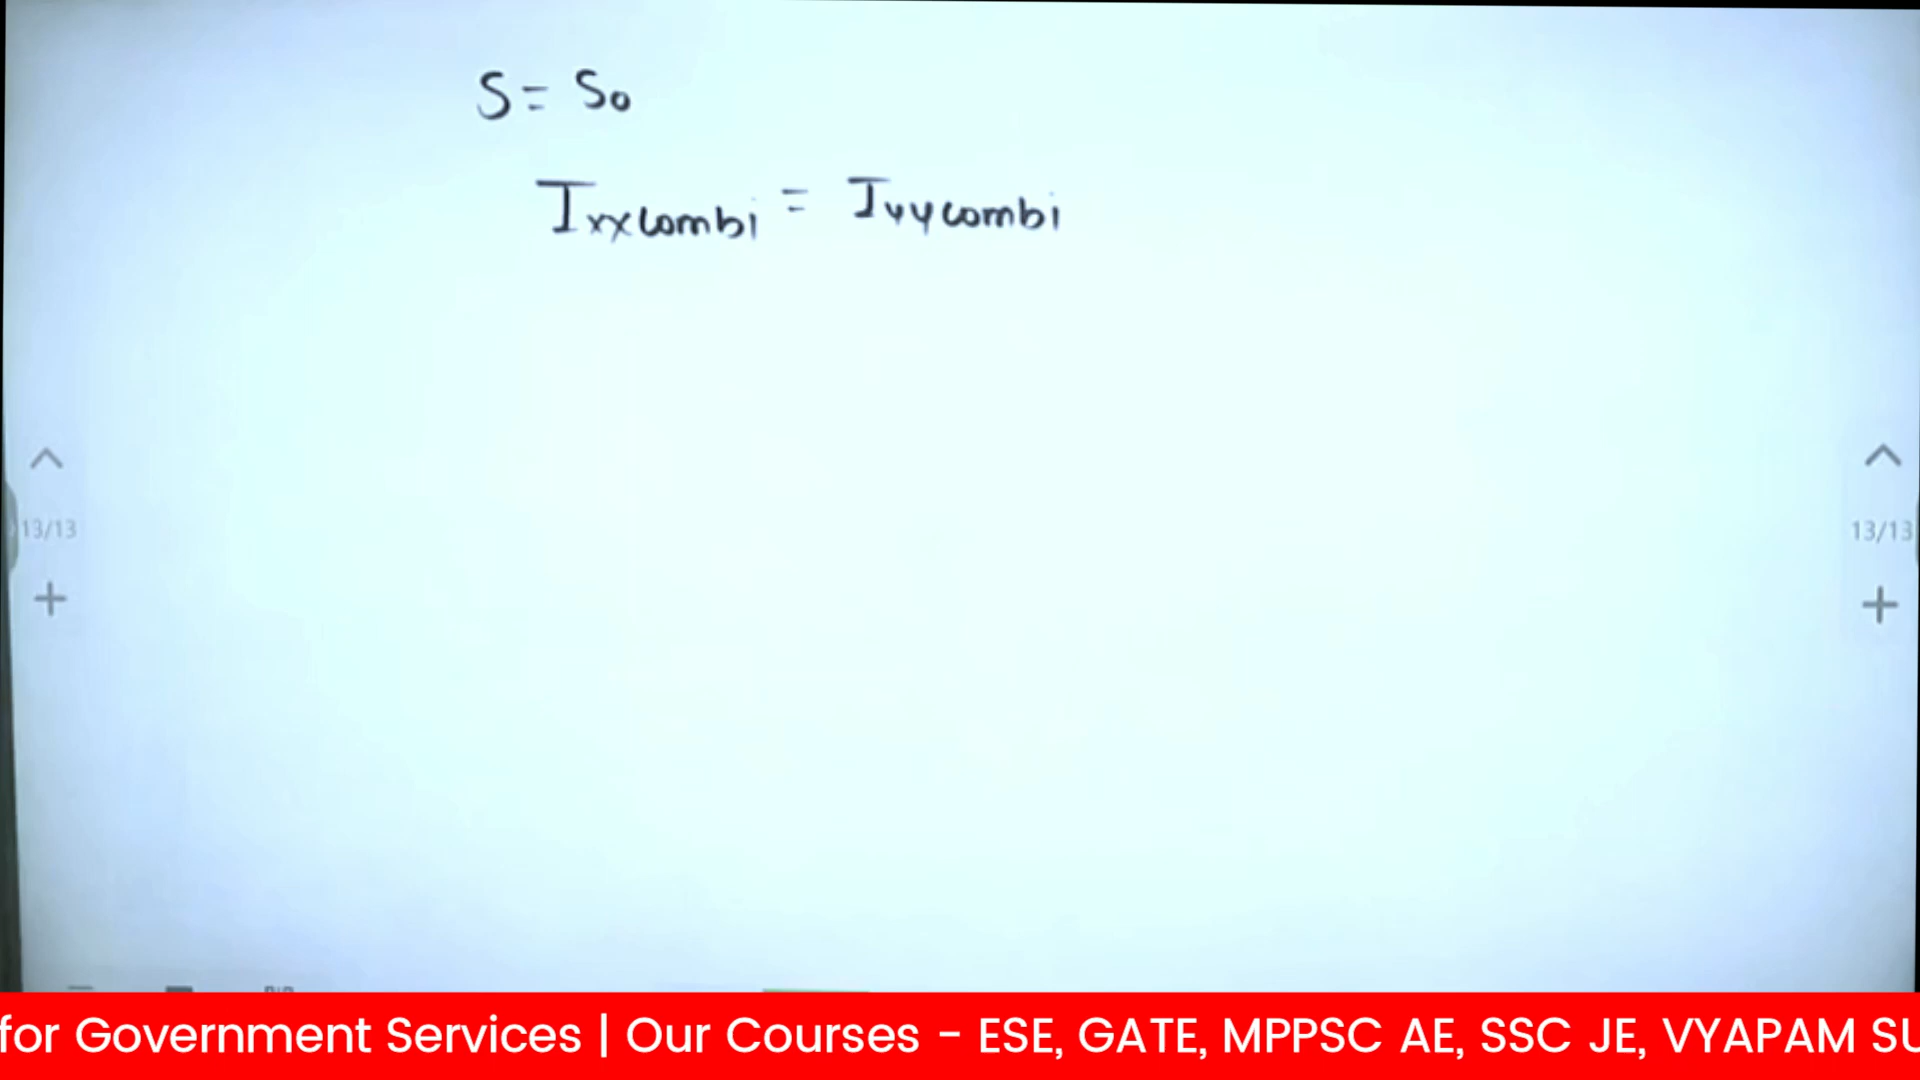 S = So
Ixxcombi = Iyycombi
13/13
13/13
for Government Services | Our Courses - ESE, GATE, MPPSC AE, SSC JE, VYAPAM SU